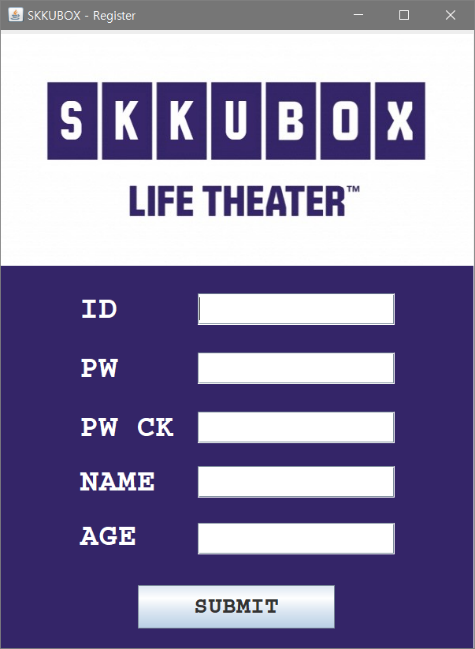 SKKUBOX - Register
SKKUBOX
LIFE THEATER™
ID
PW
PW CK
NAME
AGE
SUBMIT